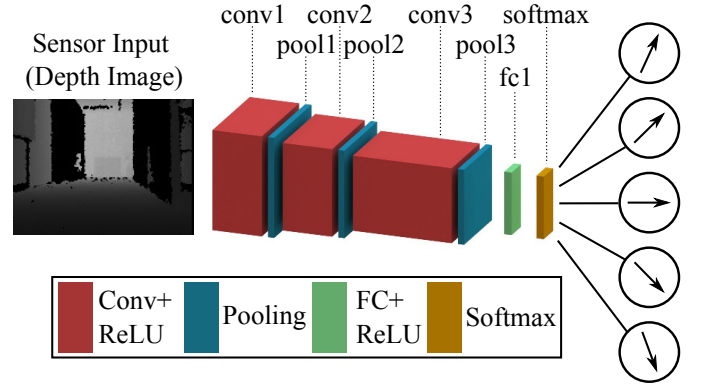 conv1 conv2 conv3 softmax
pool1 pool2 pool3
fc1
Sensor Input
(Depth Image)
Conv+
ReLU
Pooling
FC+
ReLU
Softmax